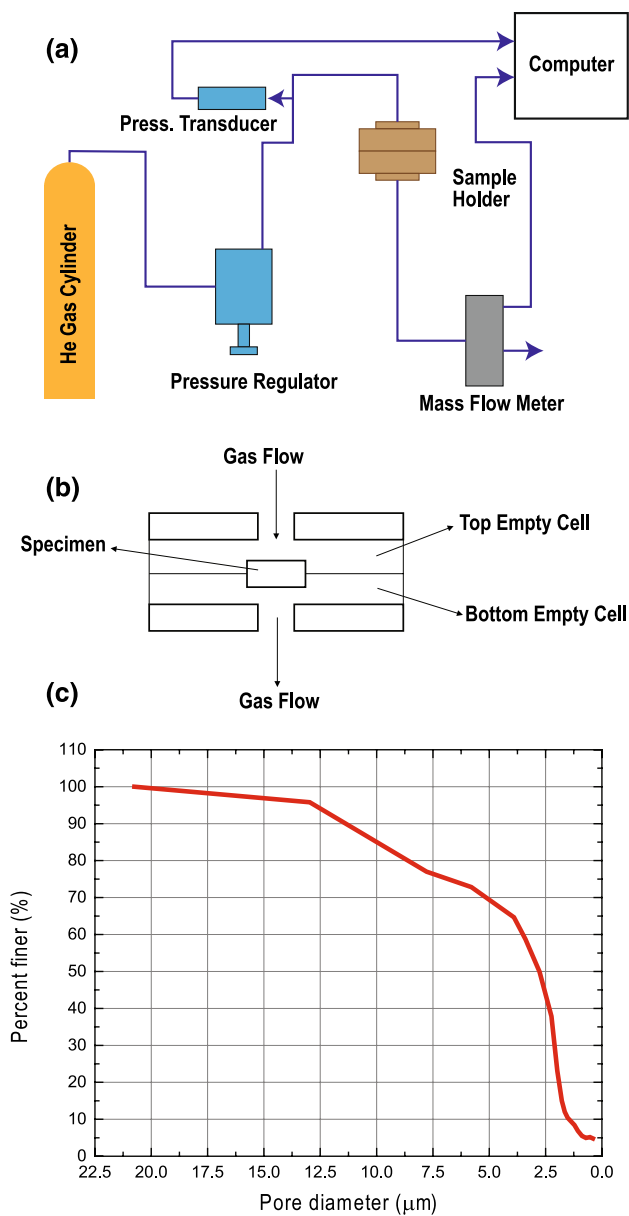 (a)
Computer
Press. Transducer
Sample
Holder
He Gas Cylinder
Pressure Regulator
Mass Flow Meter
(b)
Gas Flow
Top Empty Cell
Specimen
Bottom Empty Cell
Gas Flow
(c)
110
100
90
80
70
60
50
40
30
20
10
0
Percent finer (%)
22.5 20.0 17.5 15.0 12.5 10.0 7.5 5.0 2.5 0.0
Pore diameter (μm)